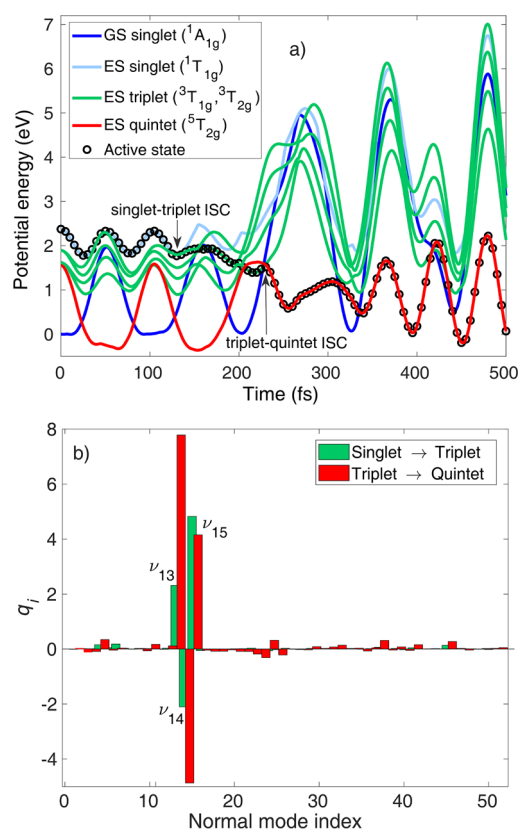 7
6
5
4
3
2
1
0
Potential energy (eV)
GS singlet (¹A₁g)
ES singlet (¹T₁g)
ES triplet (³T₁g,³T₂g)
ES quintet (⁵T₂g)
Active state
a)
singlet-triplet ISC
triplet-quintet ISC
0 100 200 300 400 500
Time (fs)
8
6
4
2
0
-2
-4
qᵢ
b)
Singlet → Triplet
Triplet → Quintet
ν₁₅
ν₁₃
ν₁₄
0 10 20 30 40 50
Normal mode index